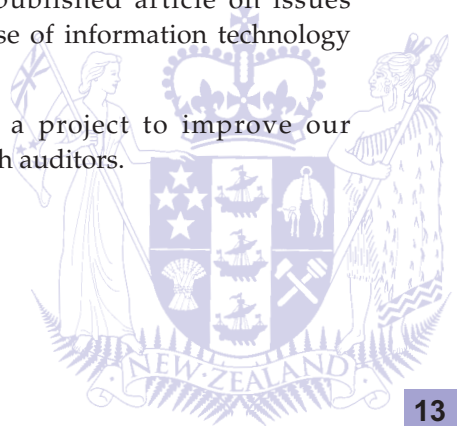 published article on issues
se of information technology
a project to improve our
h auditors.
NEW·ZEALAND
13